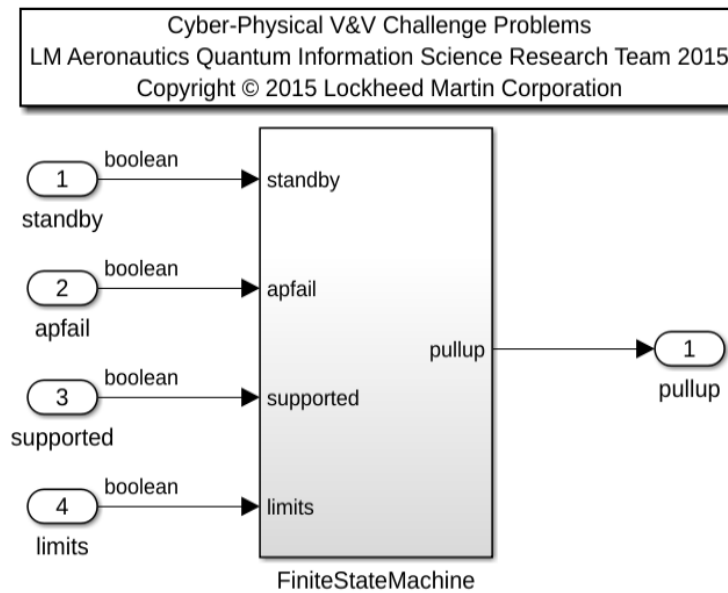 Cyber-Physical V&V Challenge Problems
LM Aeronautics Quantum Information Science Research Team 2015
Copyright © 2015 Lockheed Martin Corporation
boolean
1
standby
standby
boolean
2
apfail
apfail
pullup
1
pullup
boolean
3
supported
supported
boolean
4
limits
limits
FiniteStateMachine